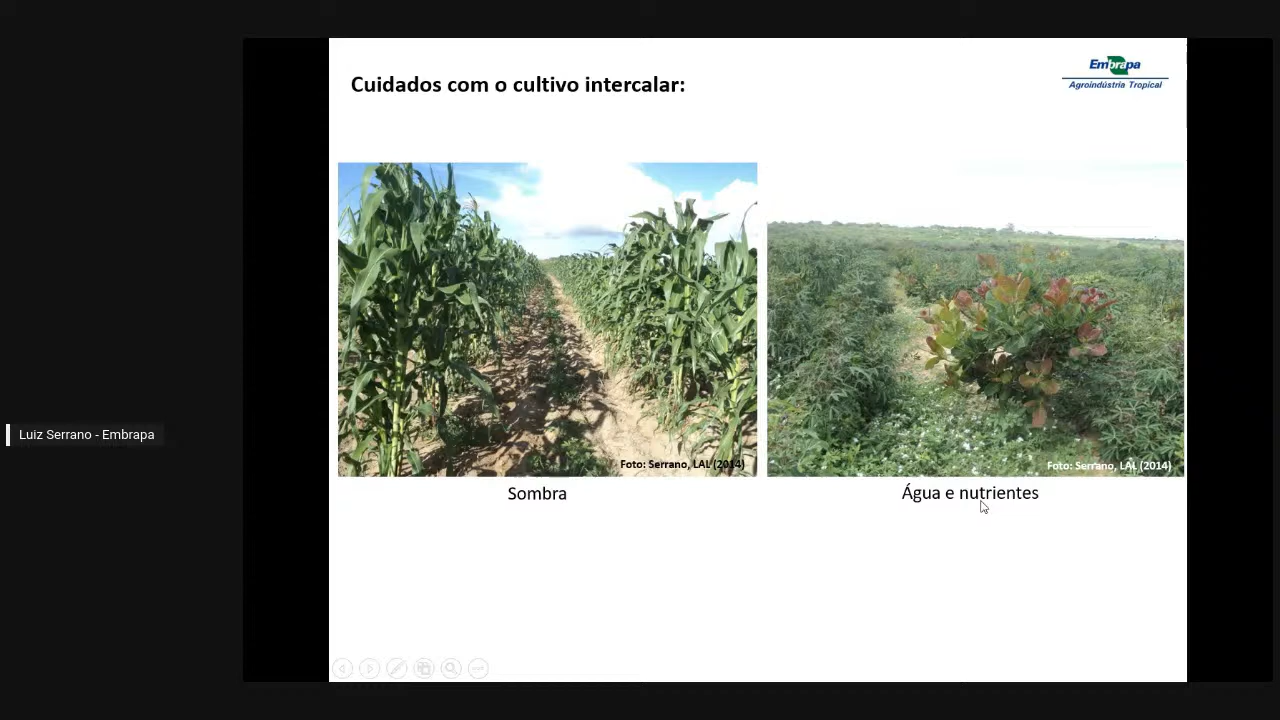 Cuidados com o cultivo intercalar:
Embrapa
Agroindústria Tropical
Luiz Serrano - Embrapa
Foto: Serrano, LAL (2014)
Foto: Serrano, LAL (2014)
Sombra
Água e nutrientes